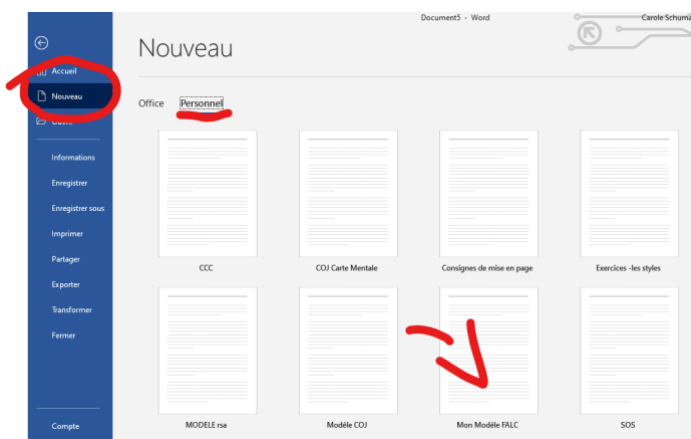 Document5 - Word
Carole Schuma
Nouveau
Accueil
Nouveau
Ouvrir
Office Personnel
Informations
Enregistrer
Enregistrer sous
Imprimer
Partager
Exporter
Transformer
Fermer
CCC
COJ Carte Mentale
Consignes de mise en page
Exercices -les styles
MODELE rsa
Modèle COJ
Mon Modèle FALC
SOS
Compte